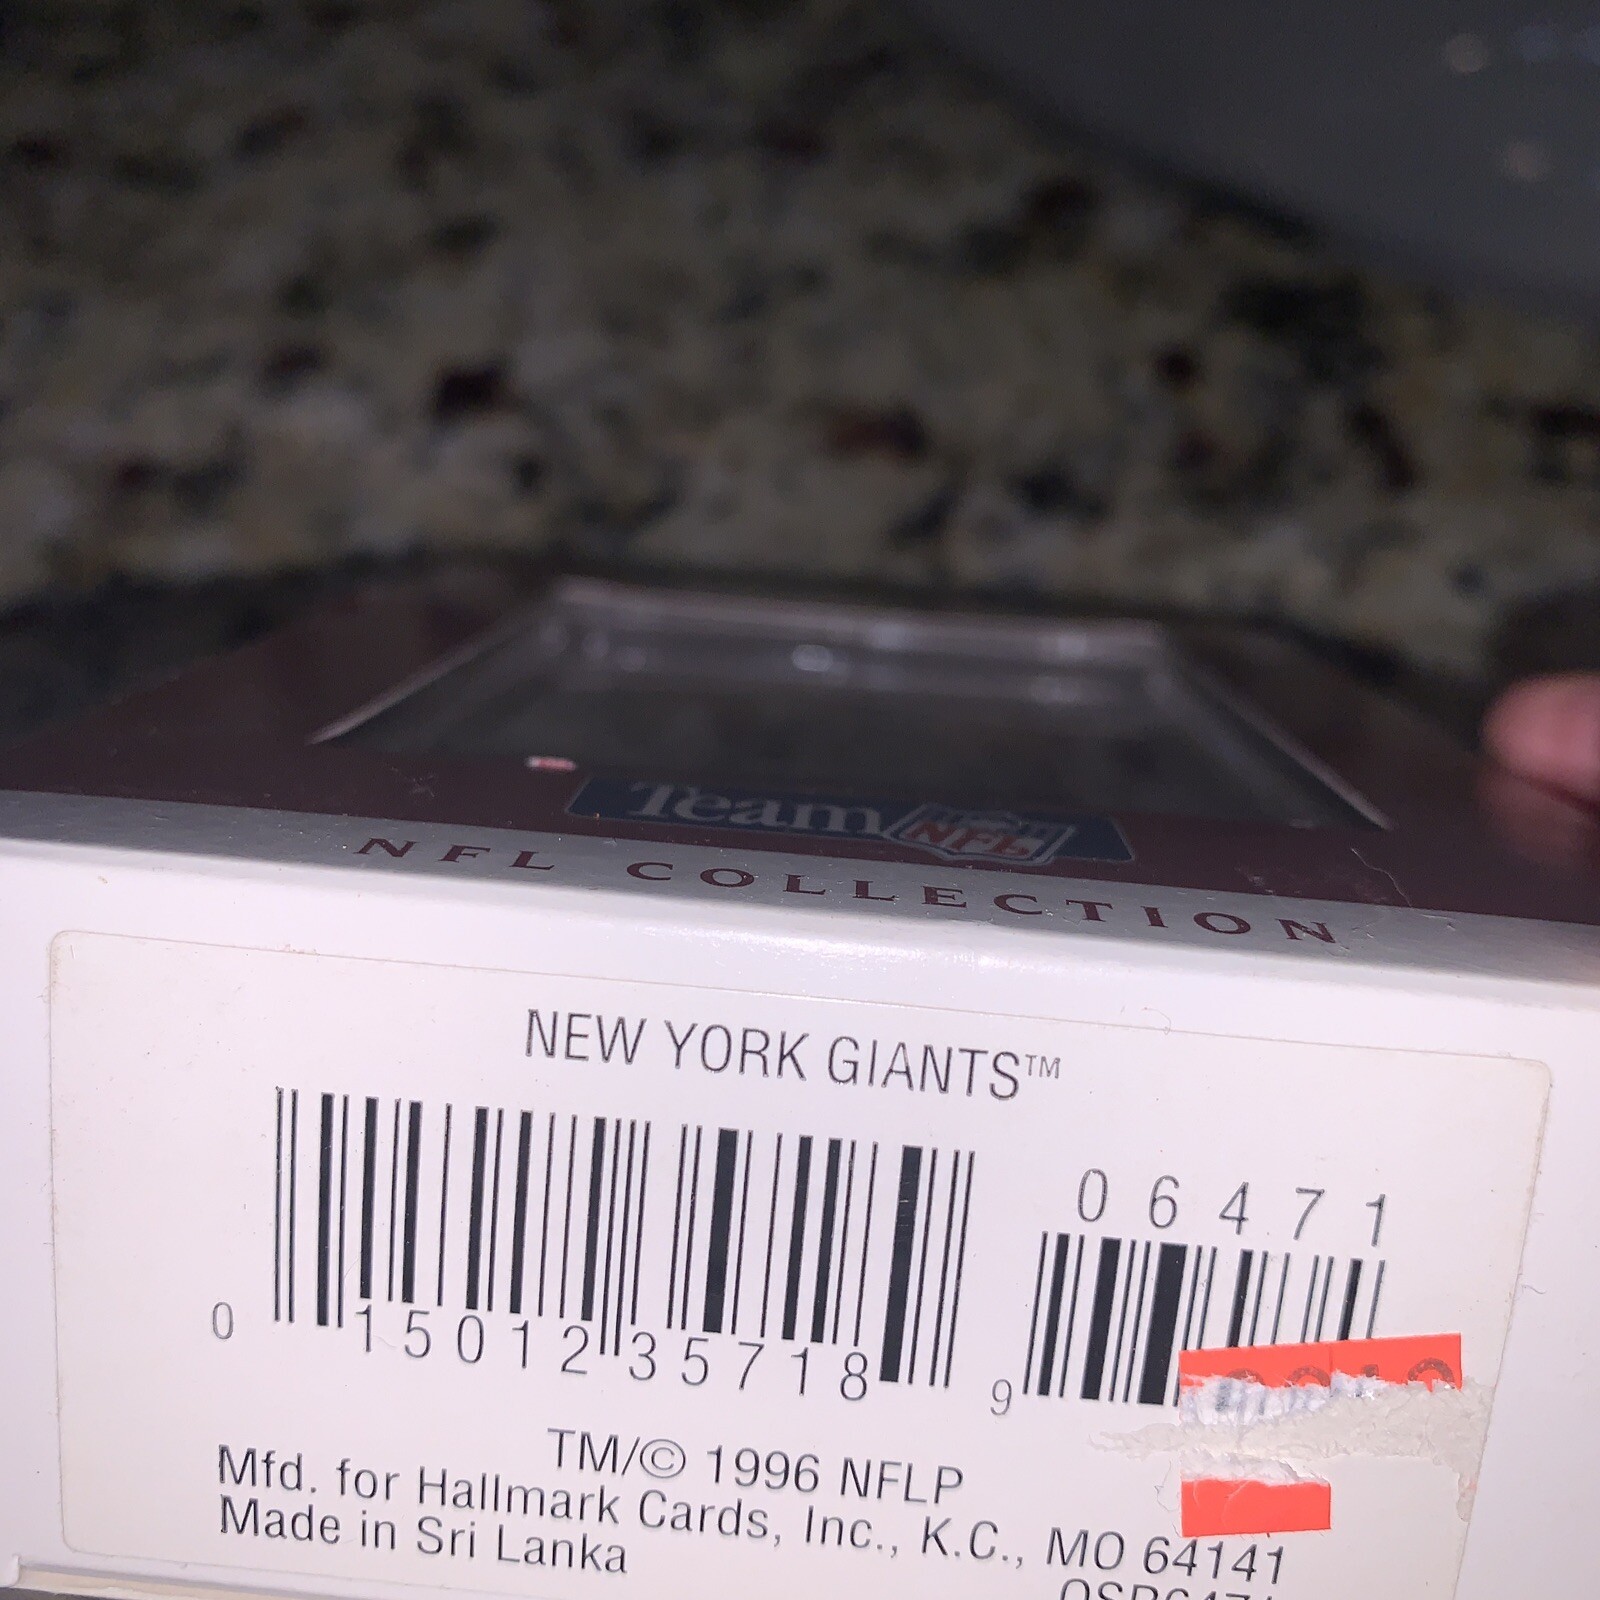 Team NFL
NFL COLLECTION
NEW YORK GIANTS™
06471
0 15012 35718 9
TM/© 1996 NFLP
Mfd. for Hallmark Cards, Inc., K.C., MO 64141
Made in Sri Lanka